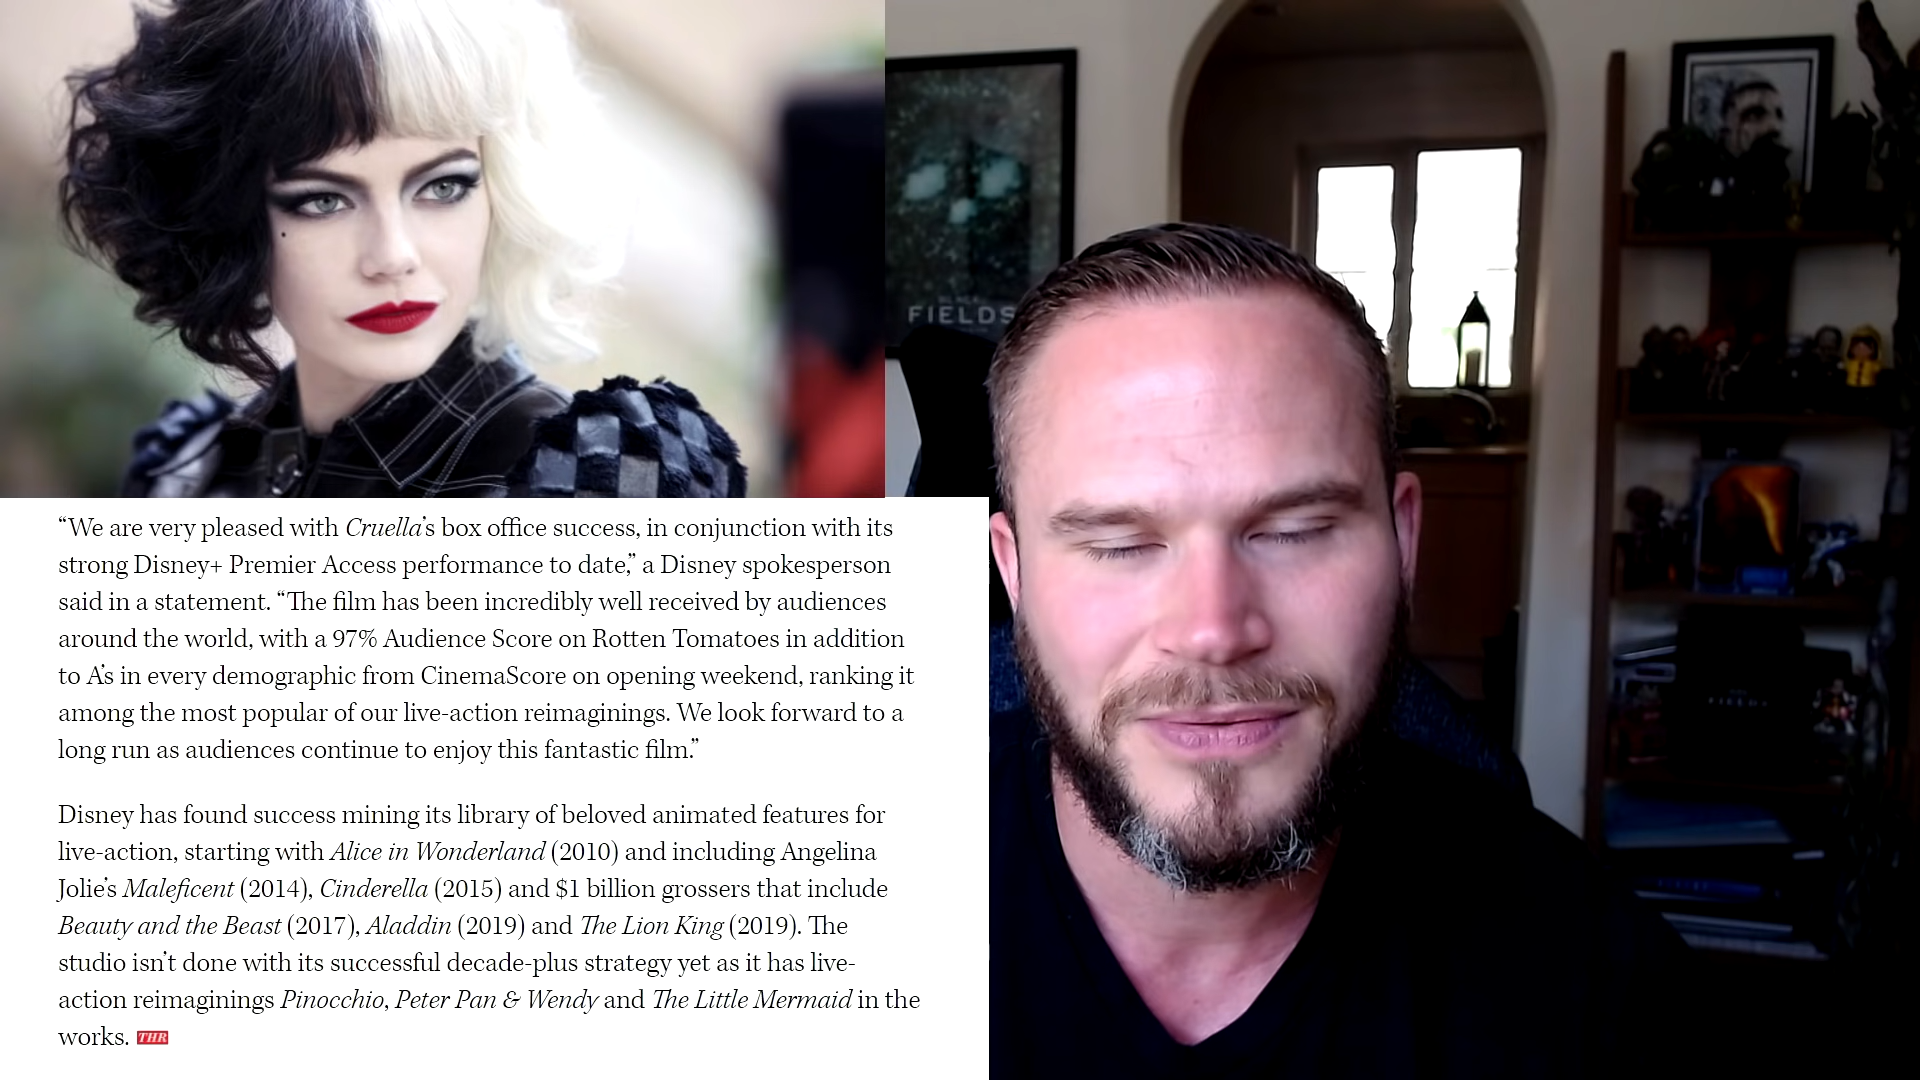 FIELDS
“We are very pleased with Cruella’s box office success, in conjunction with its
strong Disney+ Premier Access performance to date,” a Disney spokesperson
said in a statement. “The film has been incredibly well received by audiences
around the world, with a 97% Audience Score on Rotten Tomatoes in addition
to A’s in every demographic from CinemaScore on opening weekend, ranking it
among the most popular of our live-action reimaginings. We look forward to a
long run as audiences continue to enjoy this fantastic film.”
Disney has found success mining its library of beloved animated features for
live-action, starting with Alice in Wonderland (2010) and including Angelina
Jolie’s Maleficent (2014), Cinderella (2015) and $1 billion grossers that include
Beauty and the Beast (2017), Aladdin (2019) and The Lion King (2019). The
studio isn’t done with its successful decade-plus strategy yet as it has live-
action reimaginings Pinocchio, Peter Pan & Wendy and The Little Mermaid in the
works. THR
FIELDS